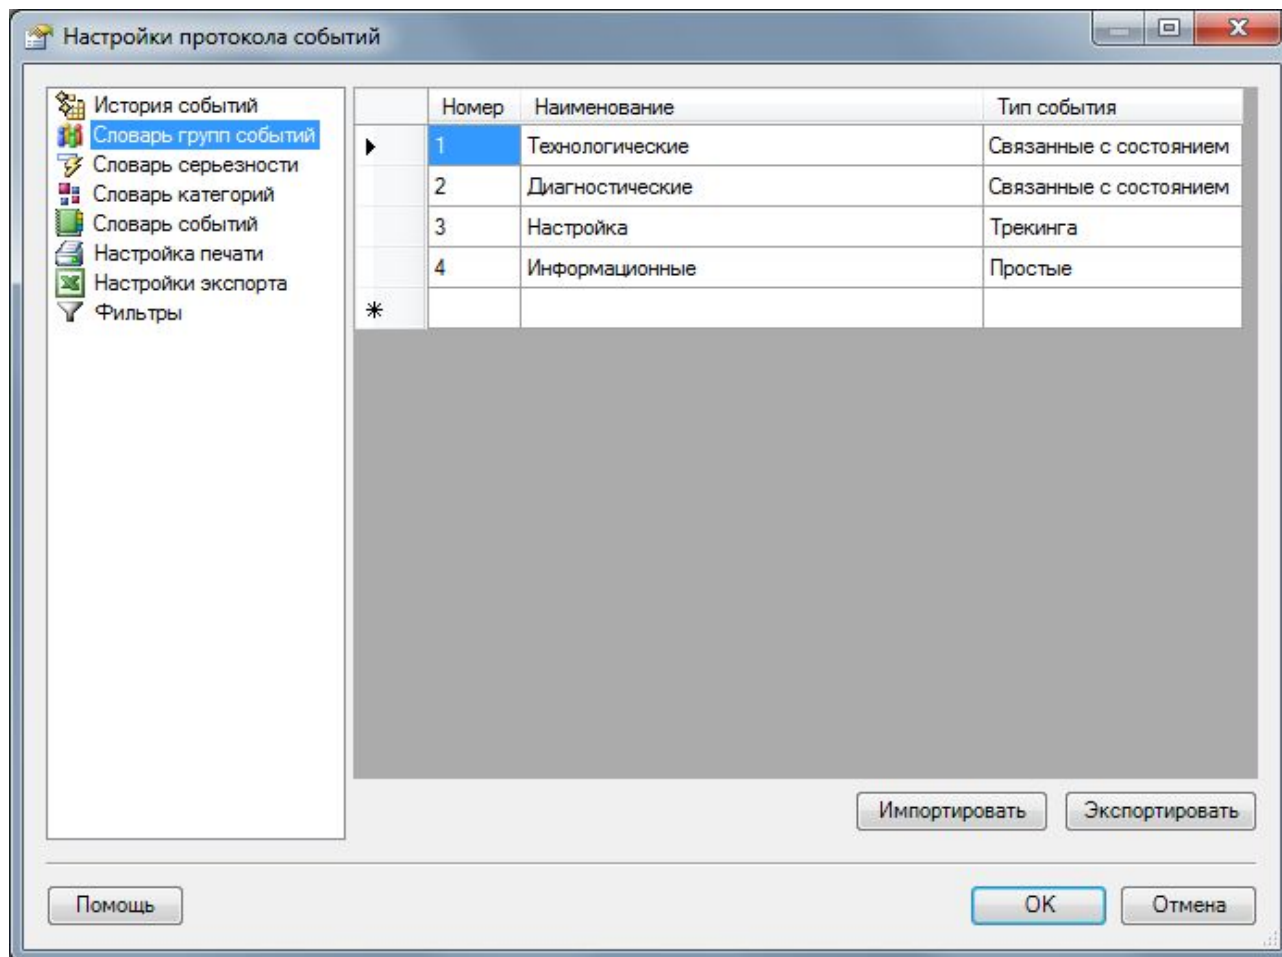 Настройки протокола событий
История событий
Словарь групп событий
Словарь серьезности
Словарь категорий
Словарь событий
Настройка печати
Настройки экспорта
Фильтры
Номер Наименование Тип события
1 Технологические Связанные с состоянием
2 Диагностические Связанные с состоянием
3 Настройка Трекинга
4 Информационные Простые
Импортировать Экспортировать
Помощь OK Отмена